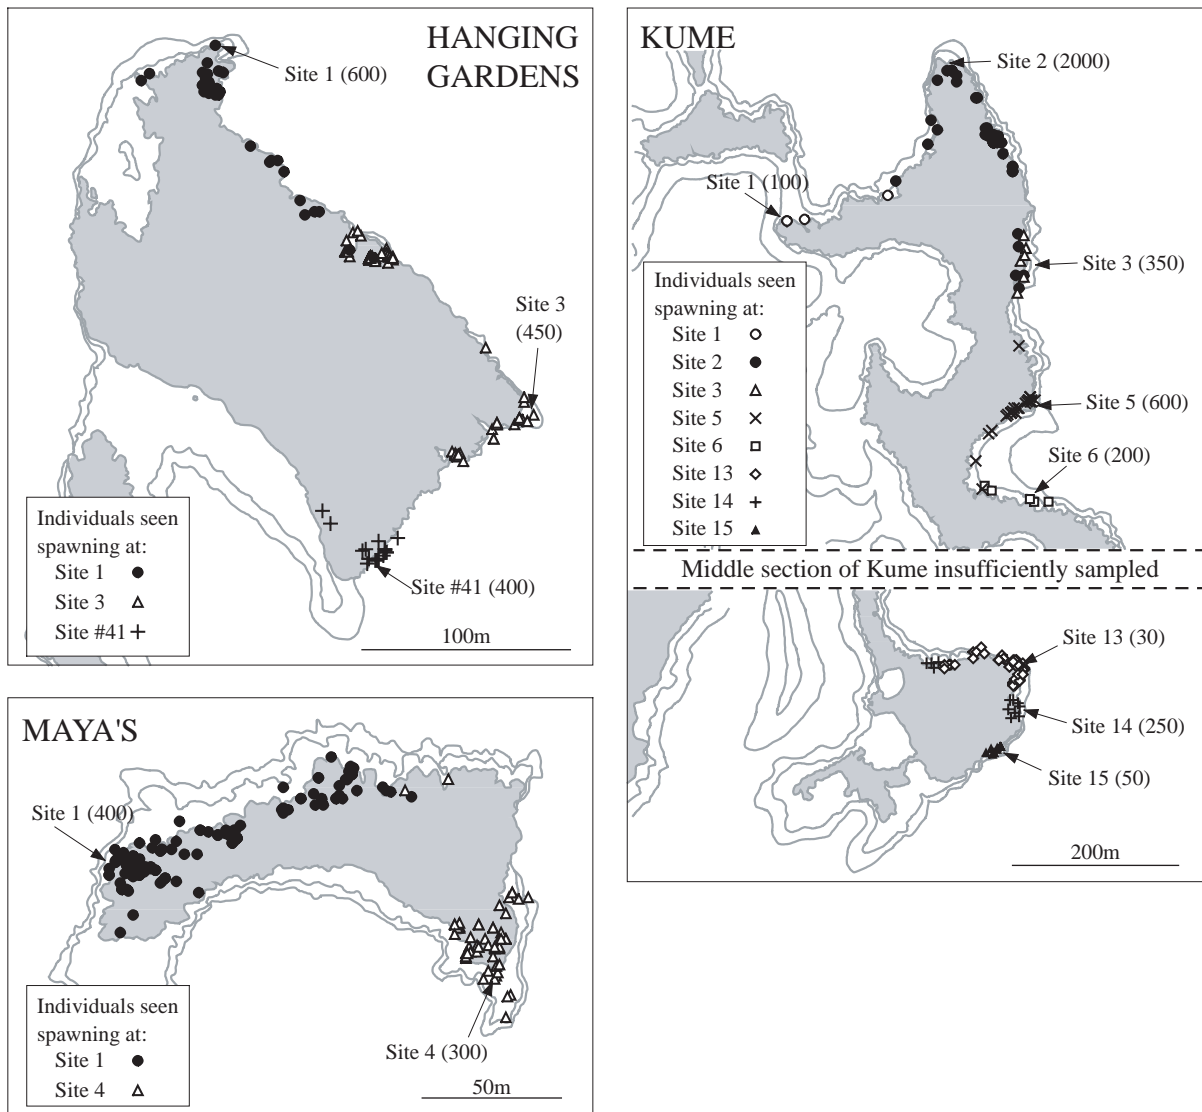 HANGING
GARDENS
Site 1 (600)
Site 3
(450)
Individuals seen
spawning at:
Site 1
Site 3
Site #41
Site #41 (400)
100m
MAYA'S
Site 1 (400)
Individuals seen
spawning at:
Site 1
Site 4
Site 4 (300)
50m
KUME
Site 2 (2000)
Site 1 (100)
Site 3 (350)
Individuals seen
spawning at:
Site 1
Site 2
Site 3
Site 5
Site 6
Site 13
Site 14
Site 15
Site 5 (600)
Site 6 (200)
Middle section of Kume insufficiently sampled
Site 13 (30)
Site 14 (250)
Site 15 (50)
200m